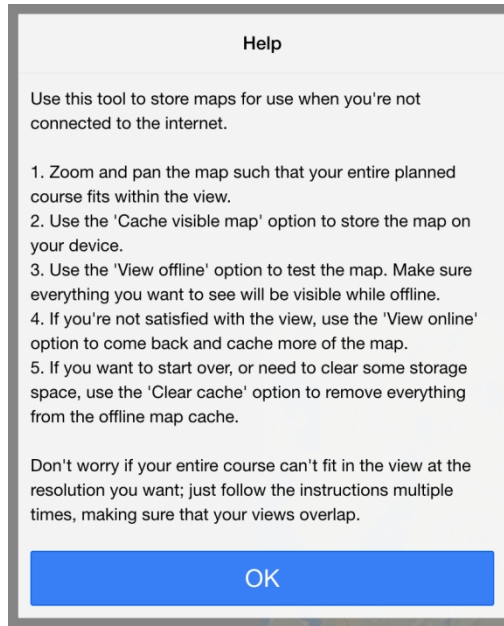 Help
Use this tool to store maps for use when you're not
connected to the internet.
1. Zoom and pan the map such that your entire planned
course fits within the view.
2. Use the 'Cache visible map' option to store the map on
your device.
3. Use the 'View offline' option to test the map. Make sure
everything you want to see will be visible while offline.
4. If you're not satisfied with the view, use the 'View online'
option to come back and cache more of the map.
5. If you want to start over, or need to clear some storage
space, use the 'Clear cache' option to remove everything
from the offline map cache.
Don't worry if your entire course can't fit in the view at the
resolution you want; just follow the instructions multiple
times, making sure that your views overlap.
OK